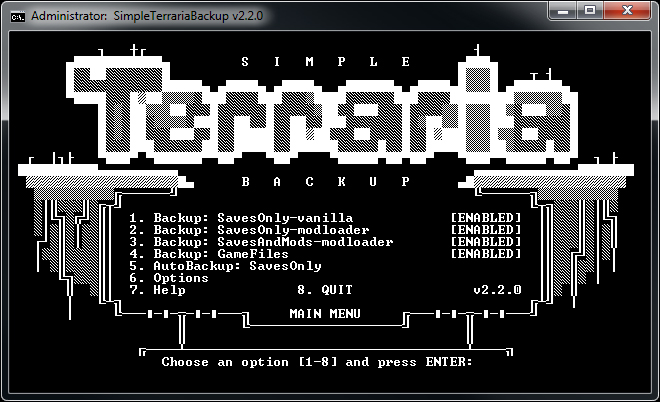 Administrator: SimpleTerrariaBackup v2.2.0
S I M P L E
Terraria
B A C K U P
1. Backup: SavesOnly-vanilla [ENABLED]
2. Backup: SavesOnly-modloader [ENABLED]
3. Backup: SavesAndMods-modloader [ENABLED]
4. Backup: GameFiles [ENABLED]
5. AutoBackup: SavesOnly
6. Options
7. Help 8. QUIT v2.2.0
MAIN MENU
Choose an option [1-8] and press ENTER: